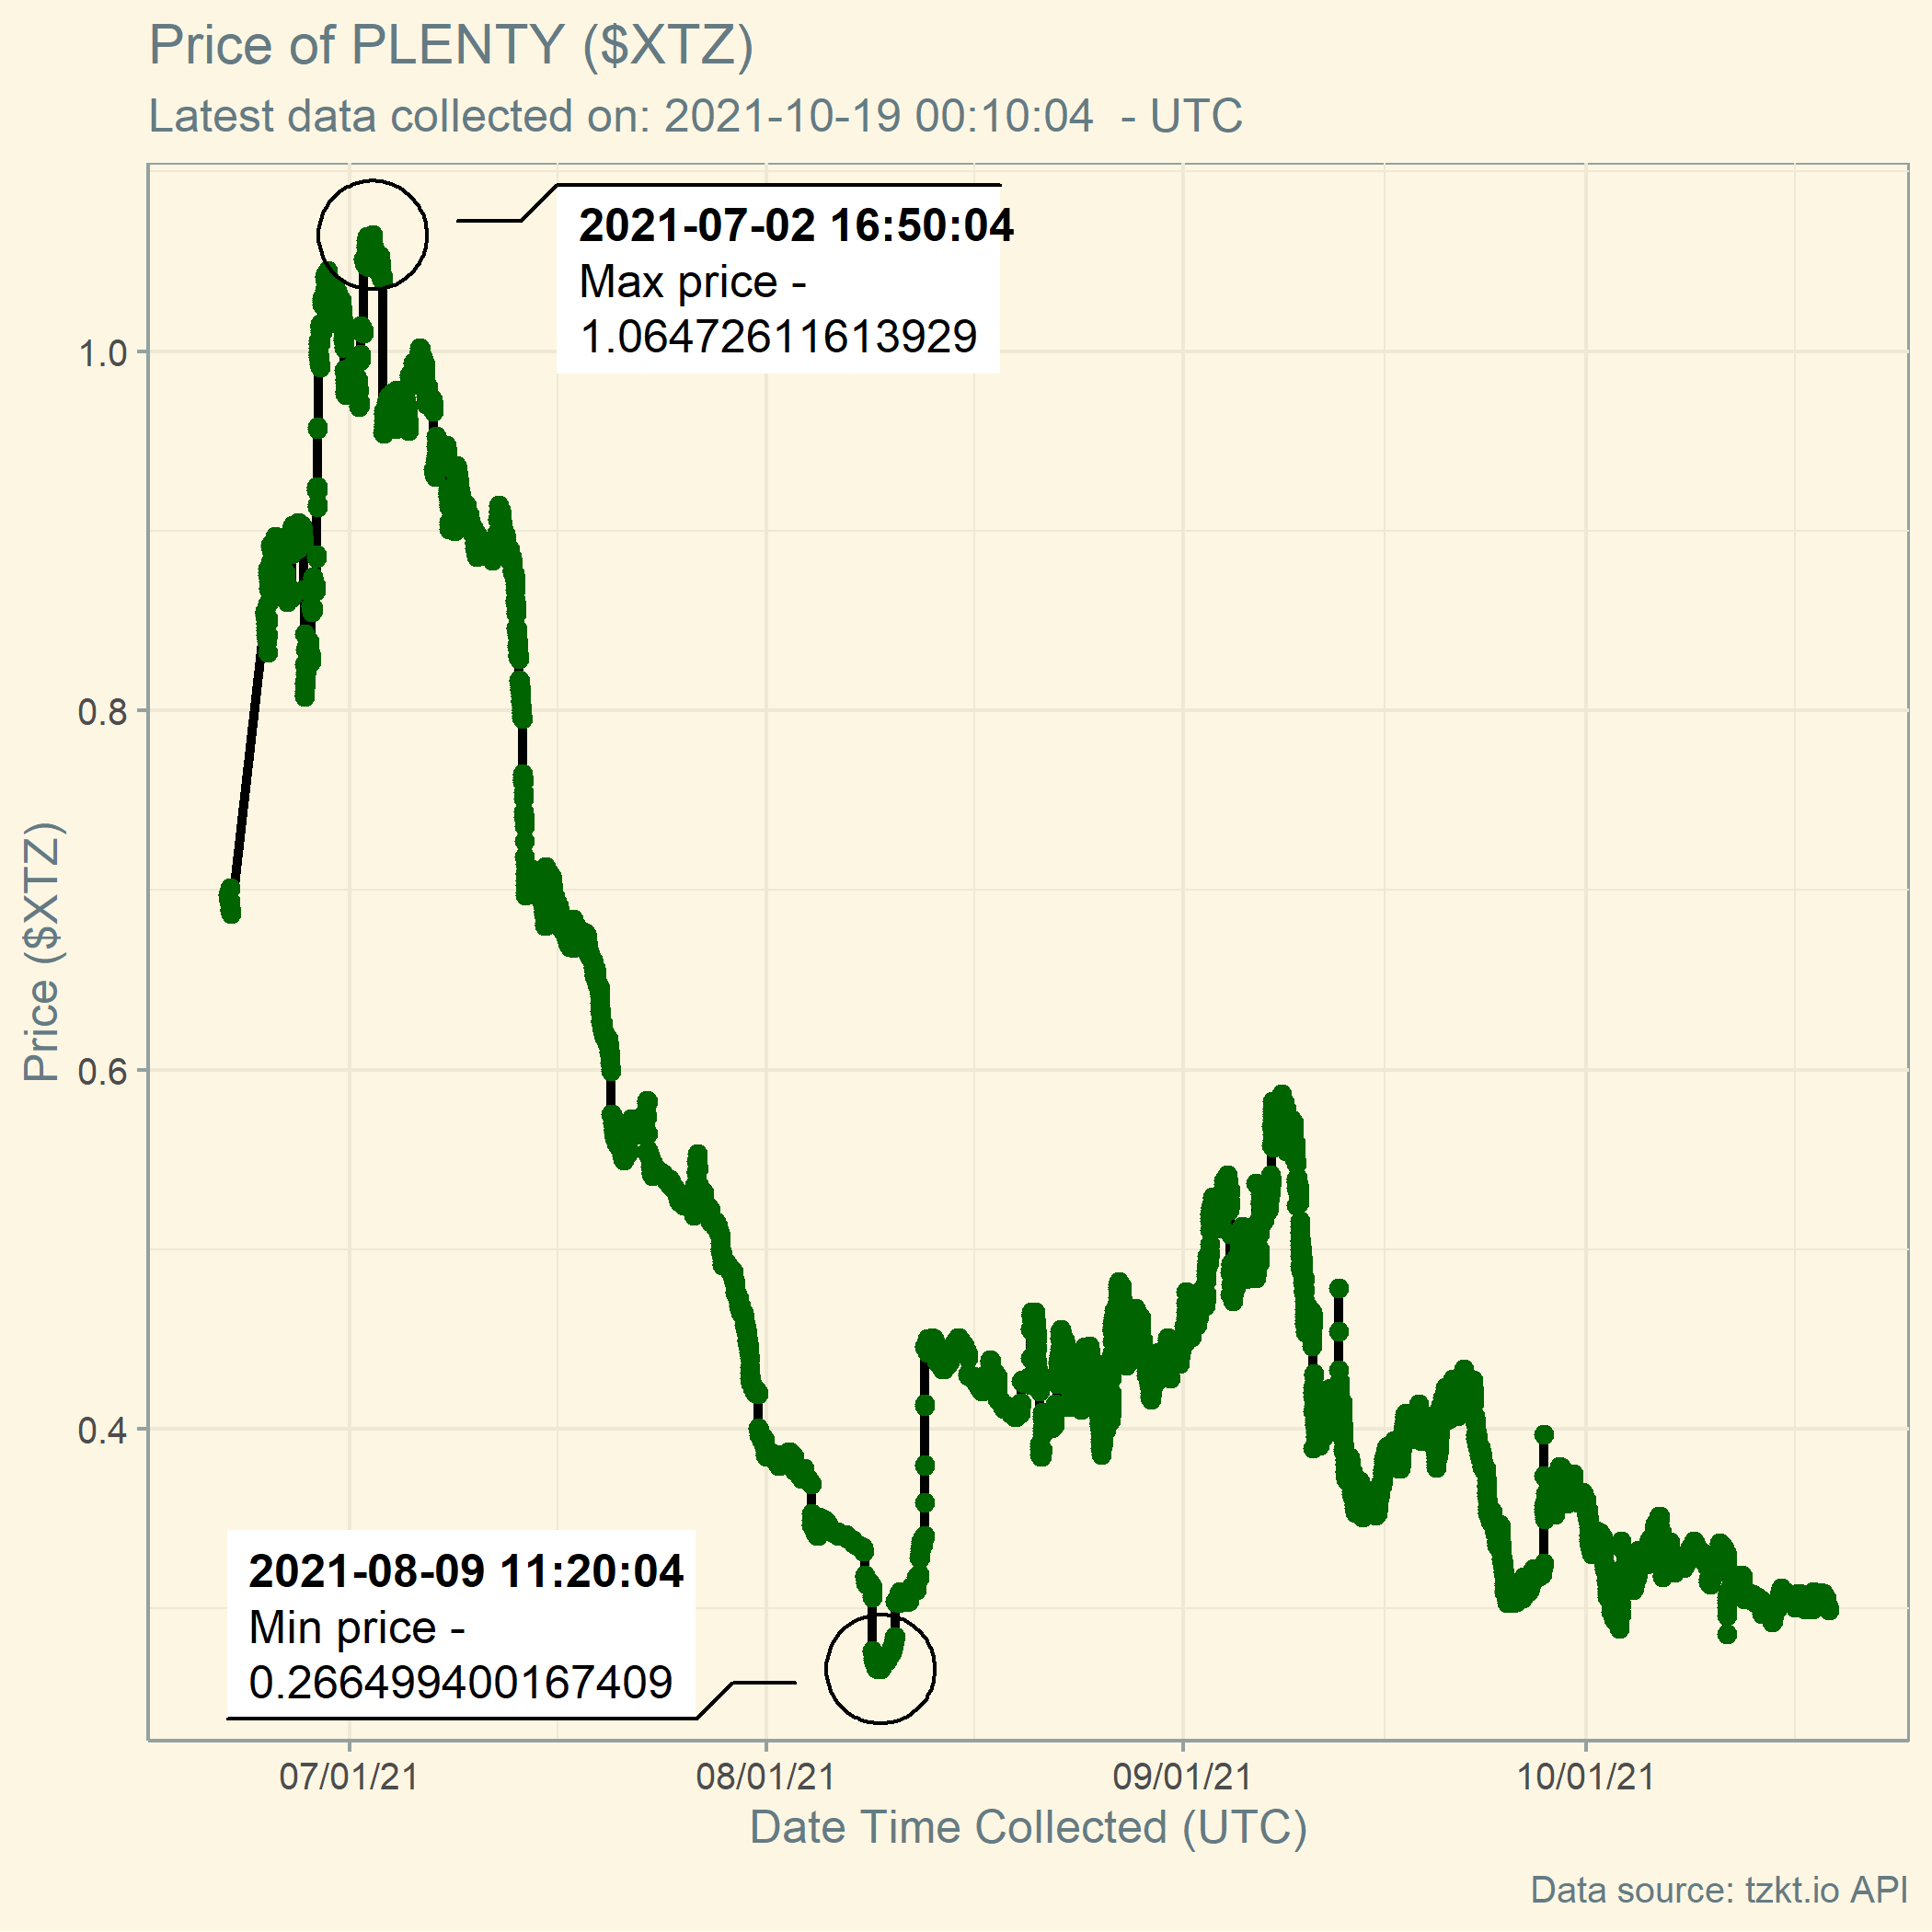 Price of PLENTY ($XTZ)
Latest data collected on: 2021-10-19 00:10:04  - UTC
2021-07-02 16:50:04
Max price -
1.06472611613929
1.0
0.8
0.6
0.4
Price ($XTZ)
2021-08-09 11:20:04
Min price -
0.266499400167409
07/01/21
08/01/21
09/01/21
10/01/21
Date Time Collected (UTC)
Data source: tzkt.io API